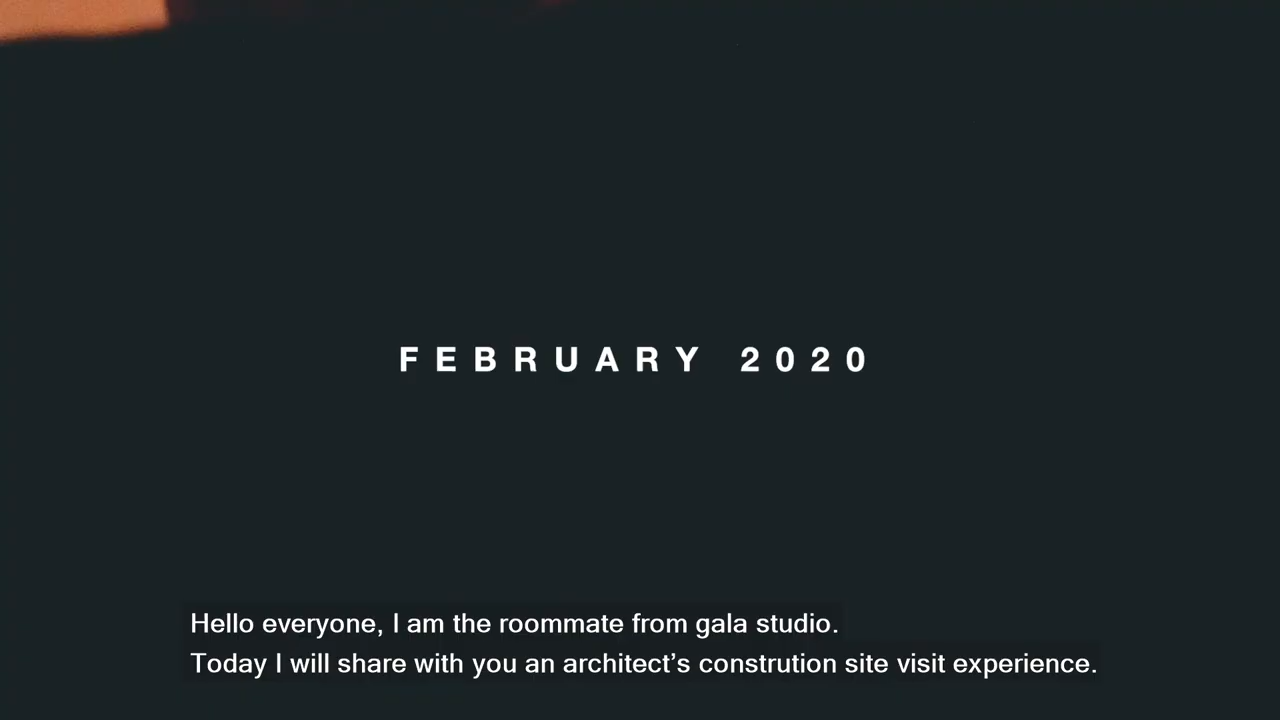 FEBRUARY 2020
Hello everyone, I am the roommate from gala studio.
Today I will share with you an architect’s constrution site visit experience.